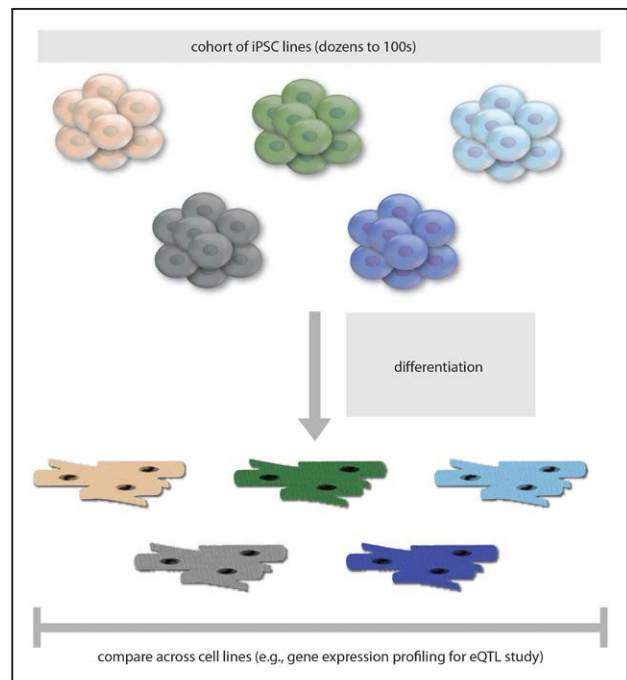 cohort of iPSC lines (dozens to 100s)
differentiation
compare across cell lines (e.g., gene expression profiling for eQTL study)